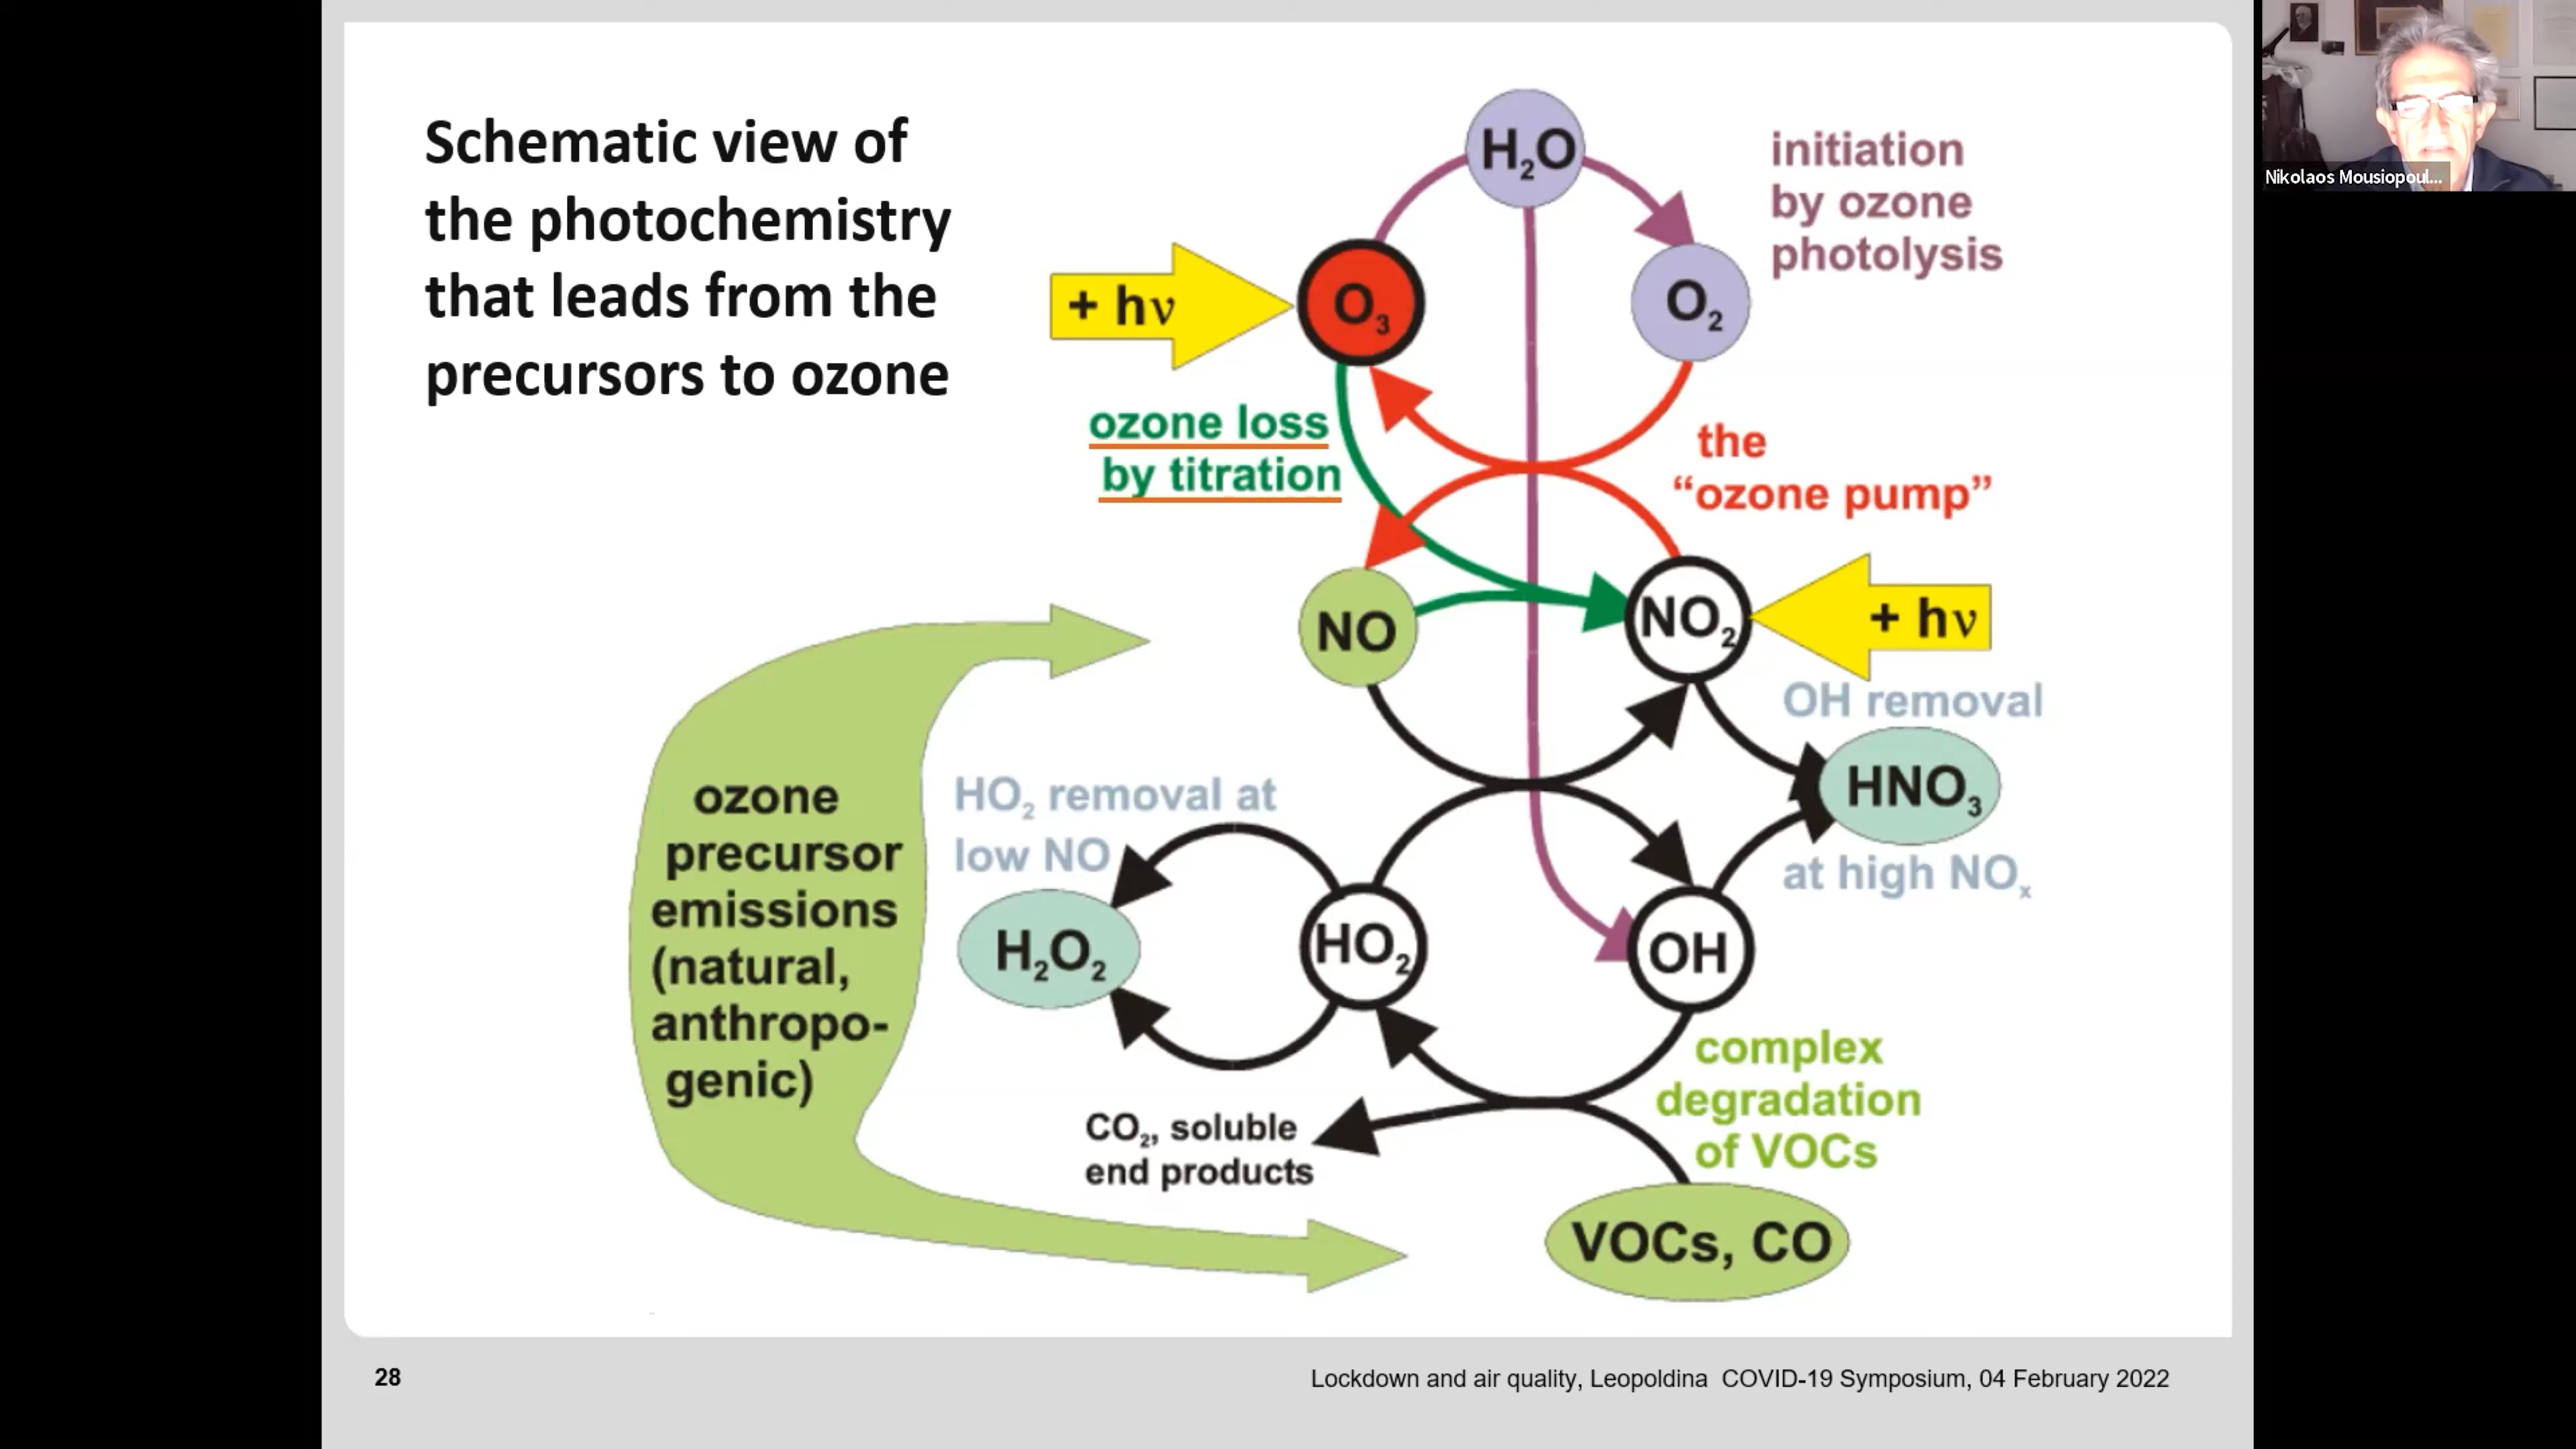 Schematic view of
the photochemistry
that leads from the
precursors to ozone
H₂O
initiation
by ozone
photolysis
+ hν
O₃
O₂
ozone loss
by titration
the
“ozone pump”
NO
NO₂
+ hν
OH removal
HNO₃
at high NOₓ
ozone
precursor
emissions
(natural,
anthropo-
genic)
HO₂ removal at
low NO
H₂O₂
HO₂
OH
complex
degradation
of VOCs
CO₂, soluble
end products
VOCs, CO
28
Lockdown and air quality, Leopoldina COVID-19 Symposium, 04 February 2022
Nikolaos Mousiopoul...